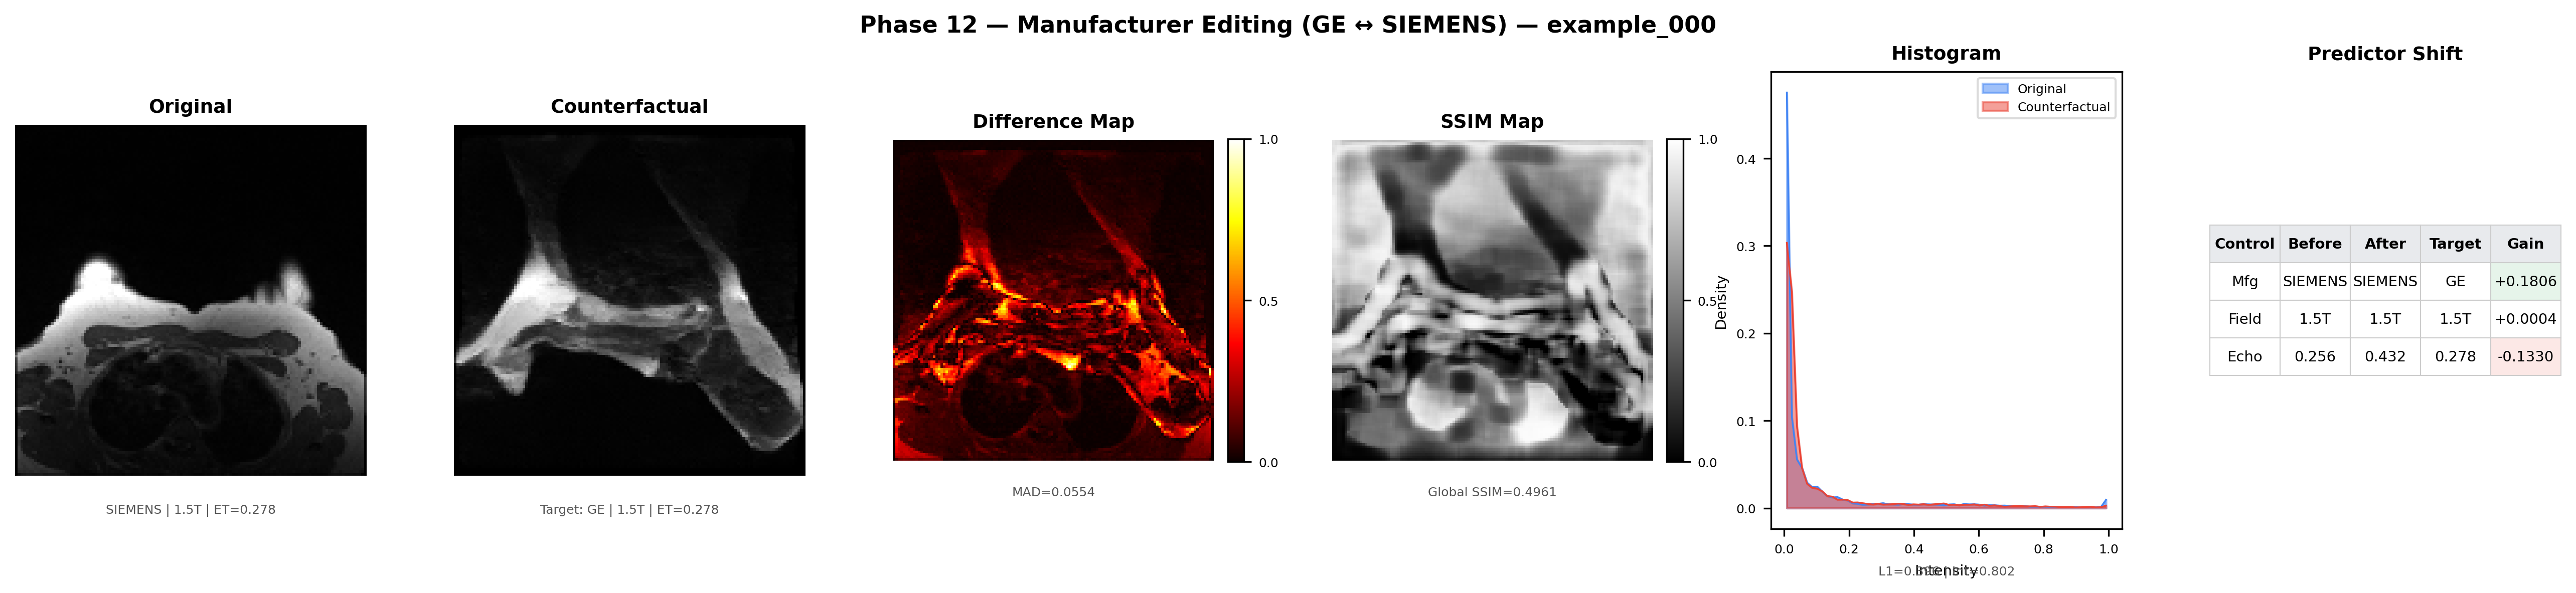 Phase 12 — Manufacturer Editing (GE ↔ SIEMENS) — example_000
Original
SIEMENS | 1.5T | ET=0.278
Counterfactual
Target: GE | 1.5T | ET=0.278
Difference Map
1.0
0.5
0.0
MAD=0.0554
SSIM Map
1.0
0.5
0.0
Global SSIM=0.4961
Histogram
Original
Counterfactual
Density
0.4
0.3
0.2
0.1
0.0
0.0 0.2 0.4 0.6 0.8 1.0
Intensity
Predictor Shift
Control Before After Target Gain
Mfg SIEMENS SIEMENS GE +0.1806
Field 1.5T 1.5T 1.5T +0.0004
Echo 0.256 0.432 0.278 -0.1330